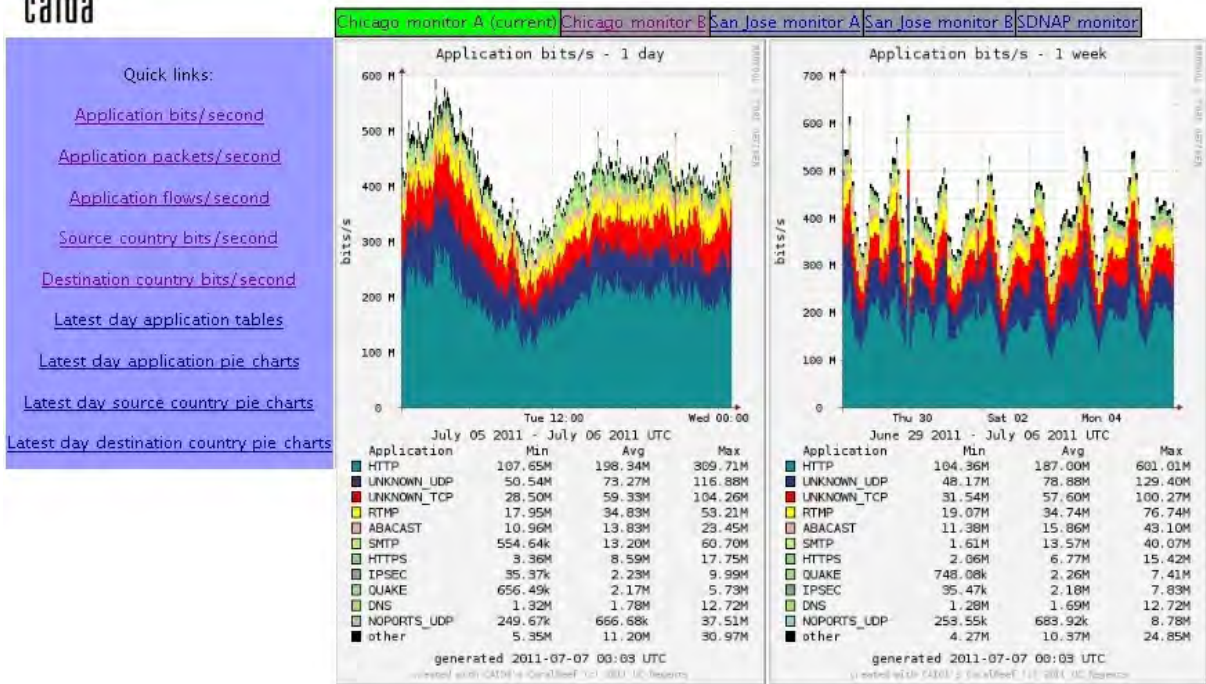 caida
Chicago monitor A (current) Chicago monitor B San Jose monitor A San Jose monitor B SDNAP monitor
Quick links:
Application bits/second
Application packets/second
Application flows/second
Source country bits/second
Destination country bits/second
Latest day application tables
Latest day application pie charts
Latest day source country pie charts
Latest day destination country pie charts
Application bits/s - 1 day
bits/s
600 M
500 M
400 M
300 M
200 M
100 M
0
Tue 12:00 Wed 00:00
July 05 2011 - July 06 2011 UTC
Application Min Avg Max
HTTP 107.65M 198.34M 309.71M
UNKNOWN_UDP 50.54M 73.27M 116.88M
UNKNOWN_TCP 28.50M 59.33M 104.26M
RTMP 17.95M 34.83M 53.21M
ABACAST 10.96M 13.83M 23.45M
SMTP 554.64k 13.20M 60.70M
HTTPS 3.36M 8.59M 17.75M
IPSEC 35.37k 2.23M 9.99M
QUAKE 656.49k 2.17M 5.73M
DNS 1.32M 1.78M 12.72M
NOPORTS_UDP 249.67k 666.68k 37.51M
other 5.35M 11.20M 30.97M
generated 2011-07-07 00:03 UTC
created with CAIDA's CoralReef (c) 2011 UC Regents
Application bits/s - 1 week
bits/s
700 M
600 M
500 M
400 M
300 M
200 M
100 M
0
Thu 30 Sat 02 Mon 04
June 29 2011 - July 06 2011 UTC
Application Min Avg Max
HTTP 104.36M 187.00M 601.01M
UNKNOWN_UDP 48.17M 78.88M 129.40M
UNKNOWN_TCP 31.54M 57.60M 100.27M
RTMP 19.07M 34.74M 76.74M
ABACAST 11.38M 15.86M 43.10M
SMTP 1.61M 13.57M 40.07M
HTTPS 2.06M 6.77M 15.42M
QUAKE 748.08k 2.26M 7.41M
IPSEC 35.47k 2.18M 7.83M
DNS 1.28M 1.69M 12.72M
NOPORTS_UDP 253.55k 683.92k 8.78M
other 4.27M 10.37M 24.85M
generated 2011-07-07 00:03 UTC
created with CAIDA's CoralReef (c) 2011 UC Regents